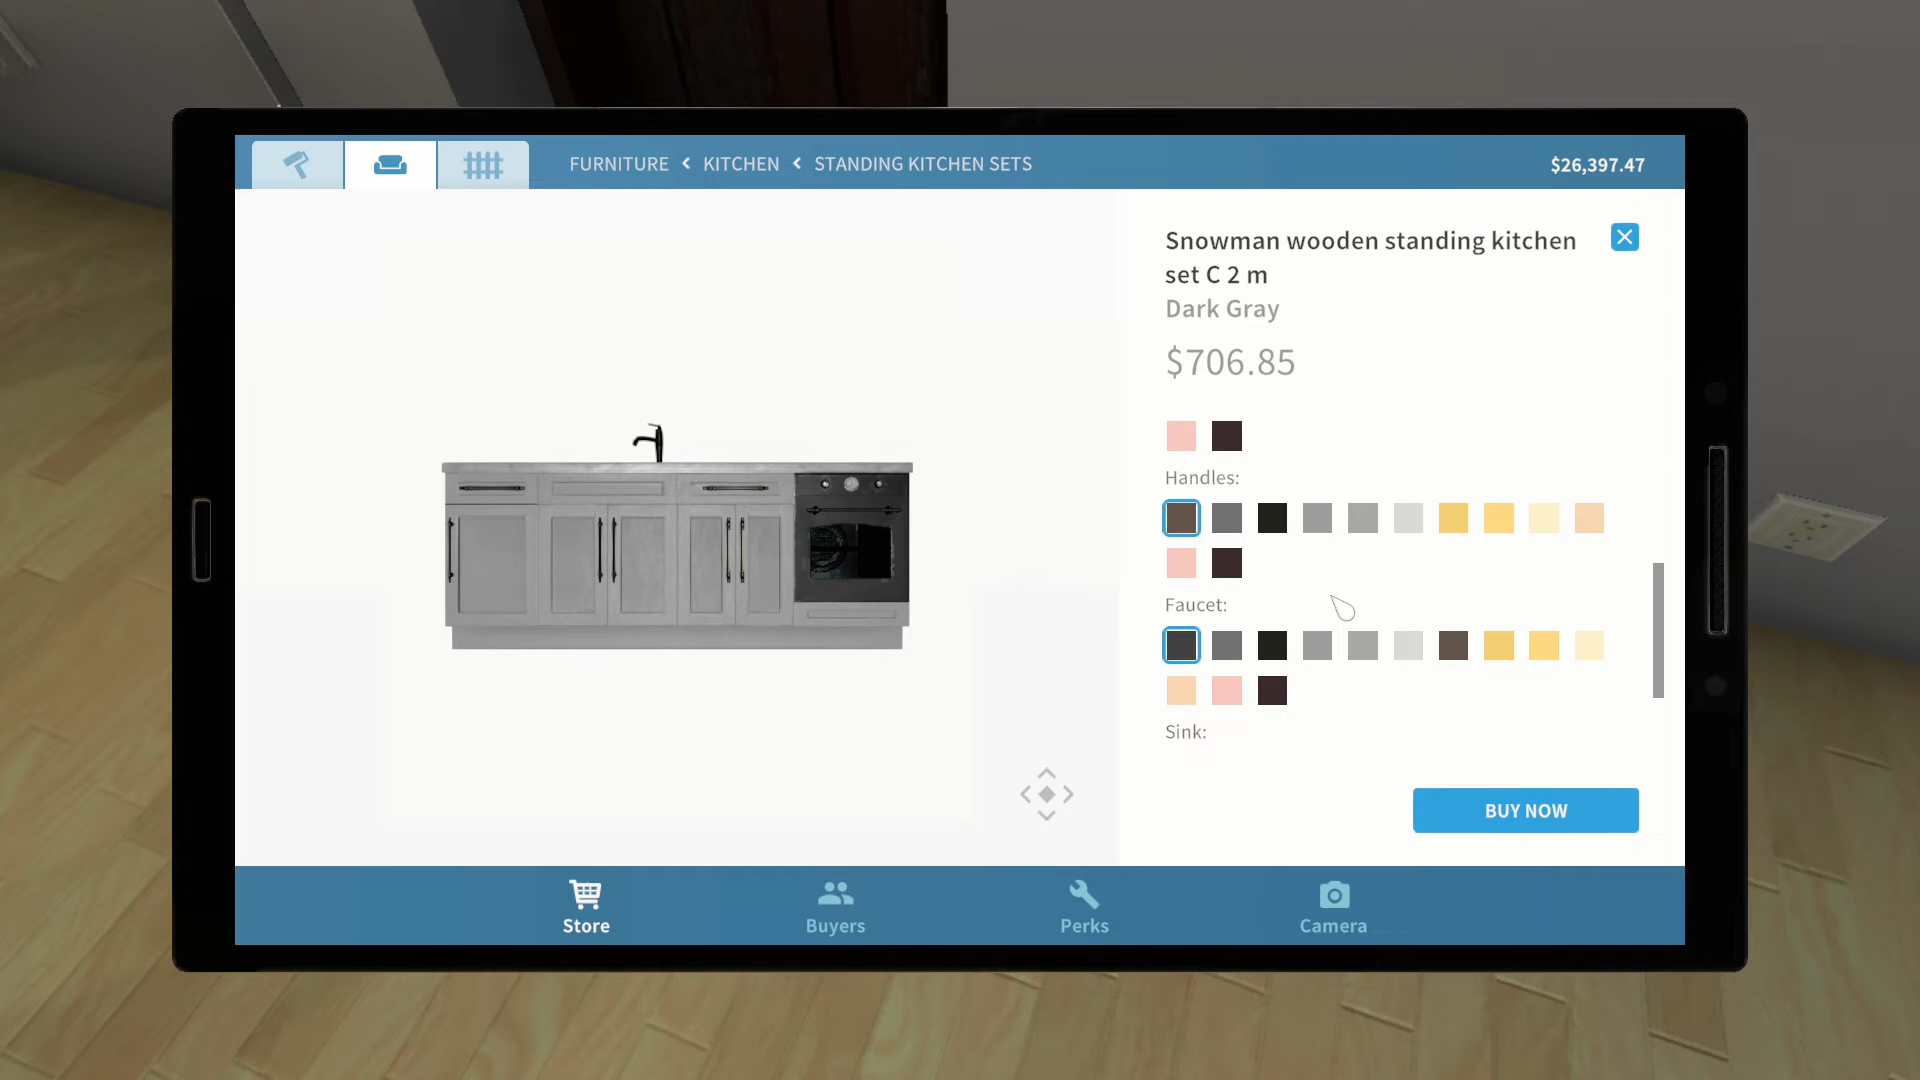 FURNITURE < KITCHEN < STANDING KITCHEN SETS
$26,397.47
Snowman wooden standing kitchen
set C 2 m
Dark Gray
$706.85
Handles:
Faucet:
Sink:
BUY NOW
Store
Buyers
Perks
Camera